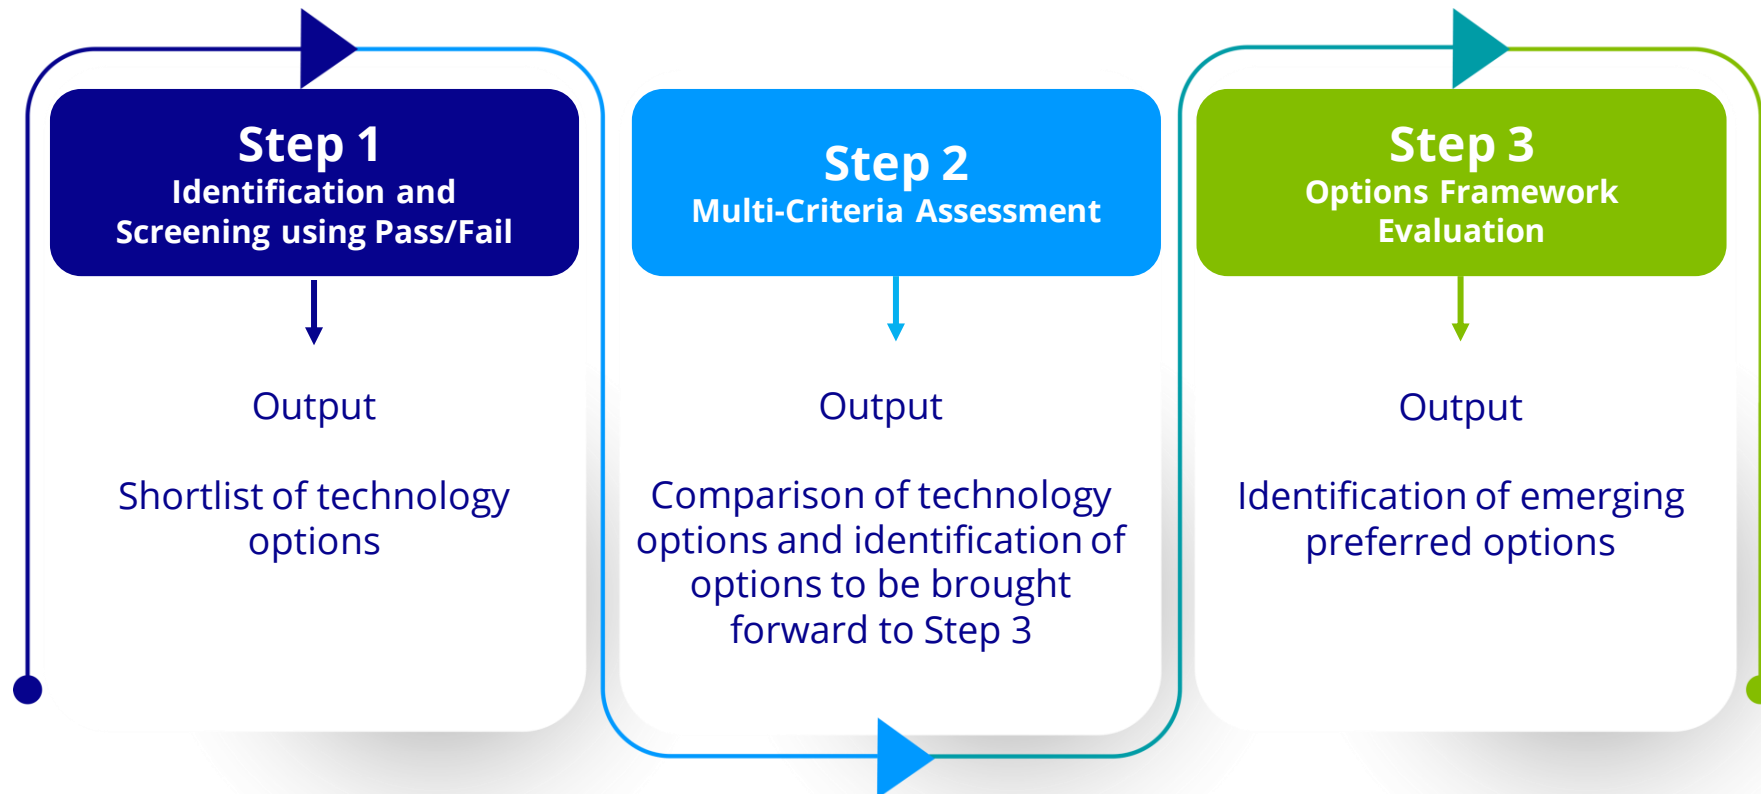 Step 1
Identification and
Screening using Pass/Fail
Output
Shortlist of technology
options
Step 2
Multi-Criteria Assessment
Output
Comparison of technology
options and identification of
options to be brought
forward to Step 3
Step 3
Options Framework
Evaluation
Output
Identification of emerging
preferred options